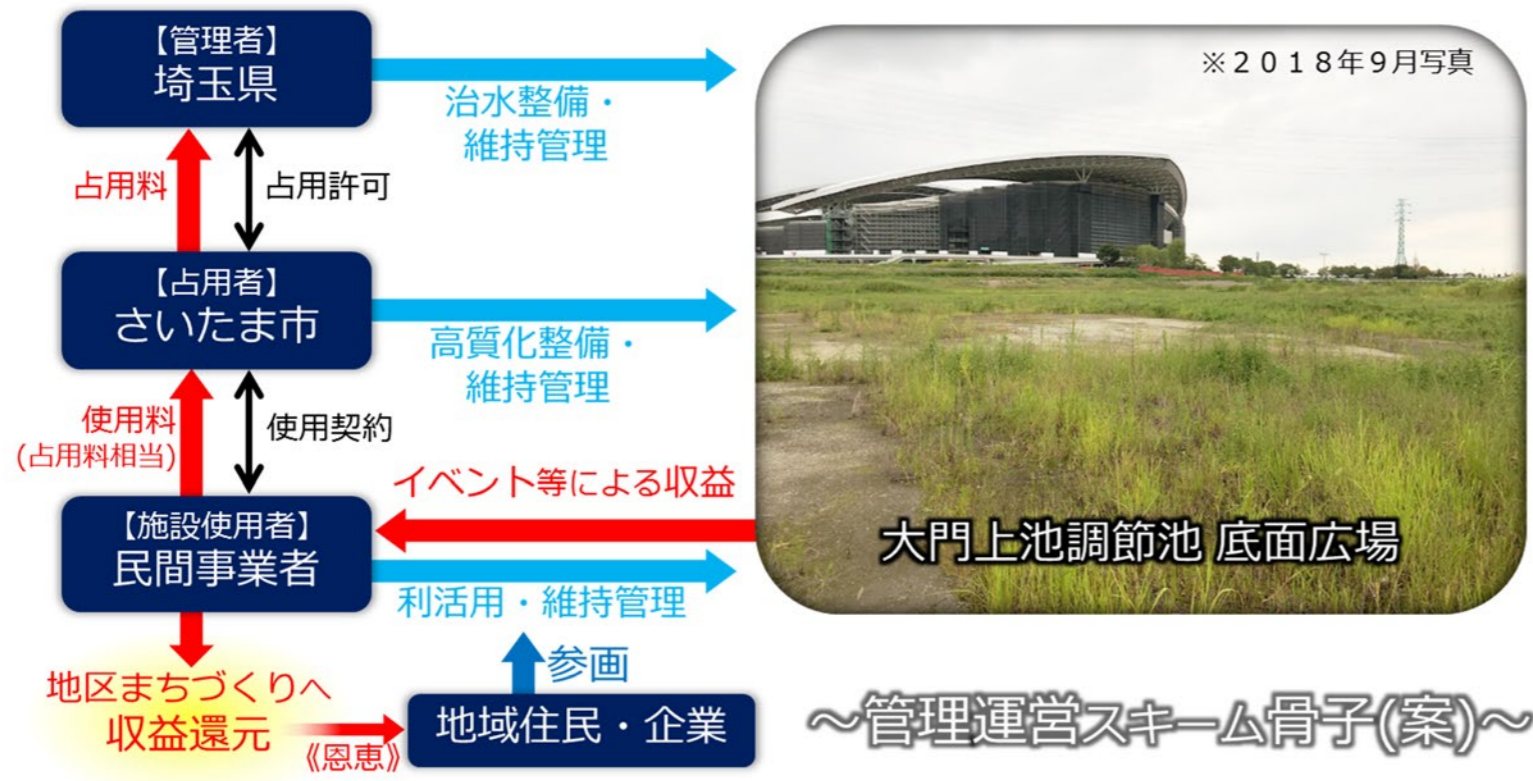 【管理者】
埼玉県
治水整備・
維持管理
※2018年9月写真
占用料
占用許可
【占用者】
さいたま市
高質化整備・
維持管理
使用料
(占用料相当)
使用契約
イベント等による収益
【施設使用者】
民間事業者
利活用・維持管理
大門上池調節池 底面広場
地区まちづくりへ
収益還元
《恩恵》
参画
地域住民・企業
～管理運営スキーム骨子(案)～